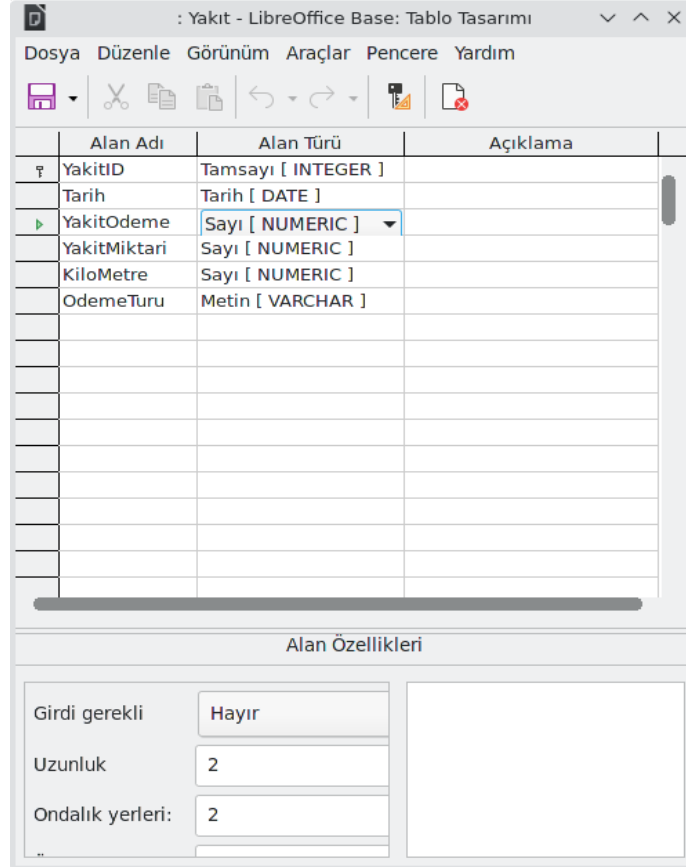 : Yakıt - LibreOffice Base: Tablo Tasarımı
Dosya Düzenle Görünüm Araçlar Pencere Yardım
Alan Adı Alan Türü Açıklama
YakitID Tamsayı [ INTEGER ]
Tarih Tarih [ DATE ]
YakitOdeme Sayı [ NUMERIC ]
YakitMiktari Sayı [ NUMERIC ]
KiloMetre Sayı [ NUMERIC ]
OdemeTuru Metin [ VARCHAR ]
Alan Özellikleri
Girdi gerekli Hayır
Uzunluk 2
Ondalık yerleri: 2